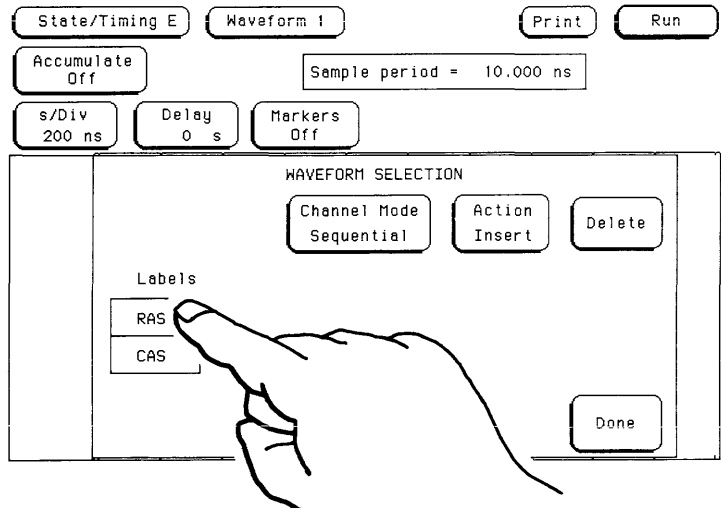 State/Timing E Waveform 1 Print Run
Accumulate
Off
Sample period = 10.000 ns
s/Div
200 ns
Delay
0 s
Markers
Off
WAVEFORM SELECTION
Channel Mode
Sequential
Action
Insert
Delete
Labels
RAS
CAS
Done